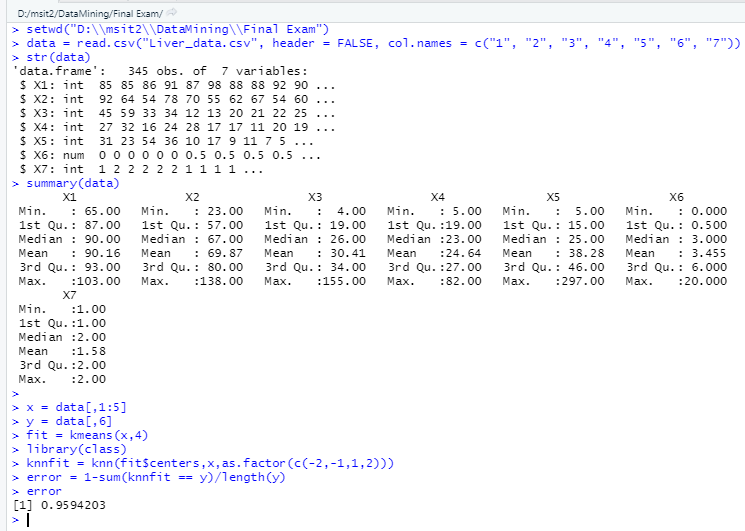 D:/msit2/DataMining/Final Exam/
> setwd("D:\\msit2\\DataMining\\Final Exam")
> data = read.csv("Liver_data.csv", header = FALSE, col.names = c("1", "2", "3", "4", "5", "6", "7"))
> str(data)
'data.frame':   345 obs. of  7 variables:
 $ X1: int  85 85 86 91 87 98 88 88 92 90 ...
 $ X2: int  92 64 54 78 70 55 62 67 54 60 ...
 $ X3: int  45 59 33 34 12 13 20 21 22 25 ...
 $ X4: int  27 32 16 24 28 17 17 11 20 19 ...
 $ X5: int  31 23 54 36 10 17 9 11 7 5 ...
 $ X6: num  0 0 0 0 0 0.5 0.5 0.5 0.5 ...
 $ X7: int  1 2 2 2 2 2 1 1 1 1 ...
> summary(data)
       X1               X2               X3               X4              X5               X6
 Min.   : 65.00   Min.   : 23.00   Min.   :  4.00   Min.   : 5.00   Min.   :  5.00   Min.   : 0.000
 1st Qu.: 87.00   1st Qu.: 57.00   1st Qu.: 19.00   1st Qu.:19.00   1st Qu.: 15.00   1st Qu.: 0.500
 Median : 90.00   Median : 67.00   Median : 26.00   Median :23.00   Median : 25.00   Median : 3.000
 Mean   : 90.16   Mean   : 69.87   Mean   : 30.41   Mean   :24.64   Mean   : 38.28   Mean   : 3.455
 3rd Qu.: 93.00   3rd Qu.: 80.00   3rd Qu.: 34.00   3rd Qu.:27.00   3rd Qu.: 46.00   3rd Qu.: 6.000
 Max.   :103.00   Max.   :138.00   Max.   :155.00   Max.   :82.00   Max.   :297.00   Max.   :20.000
       X7
 Min.   :1.00
 1st Qu.:1.00
 Median :2.00
 Mean   :1.58
 3rd Qu.:2.00
 Max.   :2.00
>
> x = data[,1:5]
> y = data[,6]
> fit = kmeans(x,4)
> library(class)
> knnfit = knn(fit$centers,x,as.factor(c(-2,-1,1,2)))
> error = 1-sum(knnfit == y)/length(y)
> error
[1] 0.9594203
>